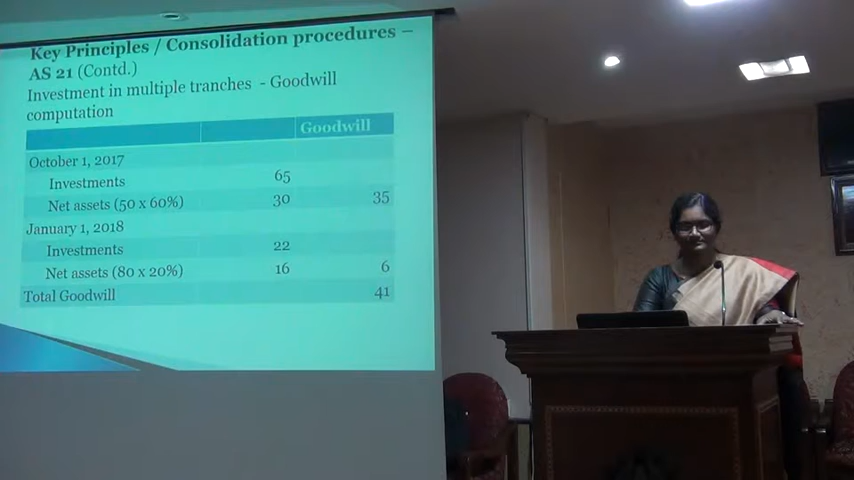 Key Principles / Consolidation procedures –
AS 21 (Contd.)
Investment in multiple tranches - Goodwill
computation
Goodwill
October 1, 2017
Investments 65
Net assets (50 x 60%) 30 35
January 1, 2018
Investments 22
Net assets (80 x 20%) 16 6
Total Goodwill 41